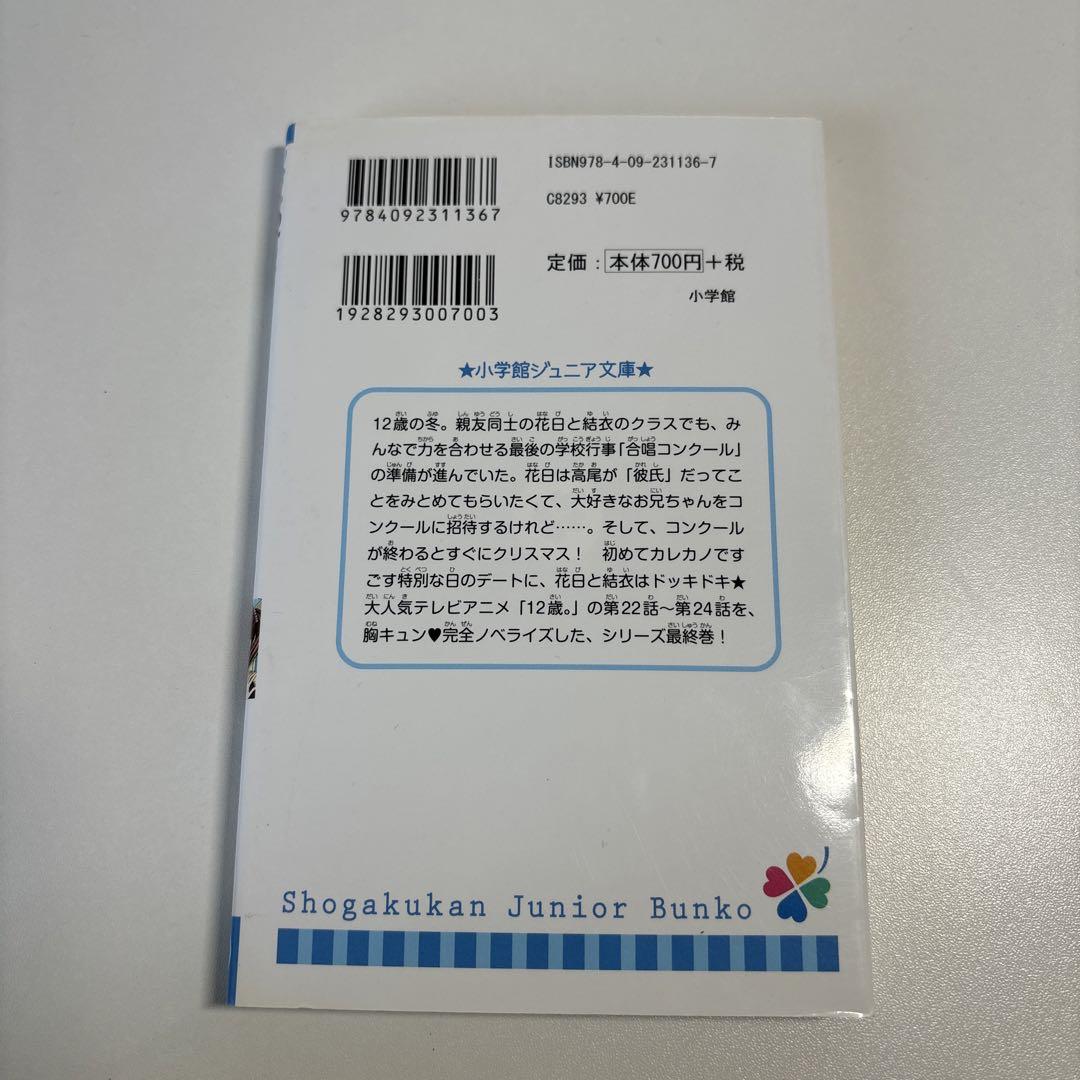 ISBN978-4-09-231136-7
9784092311367
C8293 ¥700E
定価：本体700円＋税
1928293007003
小学館
★小学館ジュニア文庫★
12歳の冬。親友同士の花日と結衣のクラスでも、み
んなで力を合わせる最後の学校行事「合唱コンクール」
の準備が進んでいた。花日は高尾が「彼氏」だってこ
とをみとめてもらいたくて、大好きなお兄ちゃんをコ
ンクールに招待するけれど……。そして、コンクール
が終わるとすぐにクリスマス！　初めてカレカノです
ごす特別な日のデートに、花日と結衣はドッキドキ★
大人気テレビアニメ「12歳。」の第22話〜第24話を、
胸キュン♥完全ノベライズした、シリーズ最終巻！
Shogakukan Junior Bunko